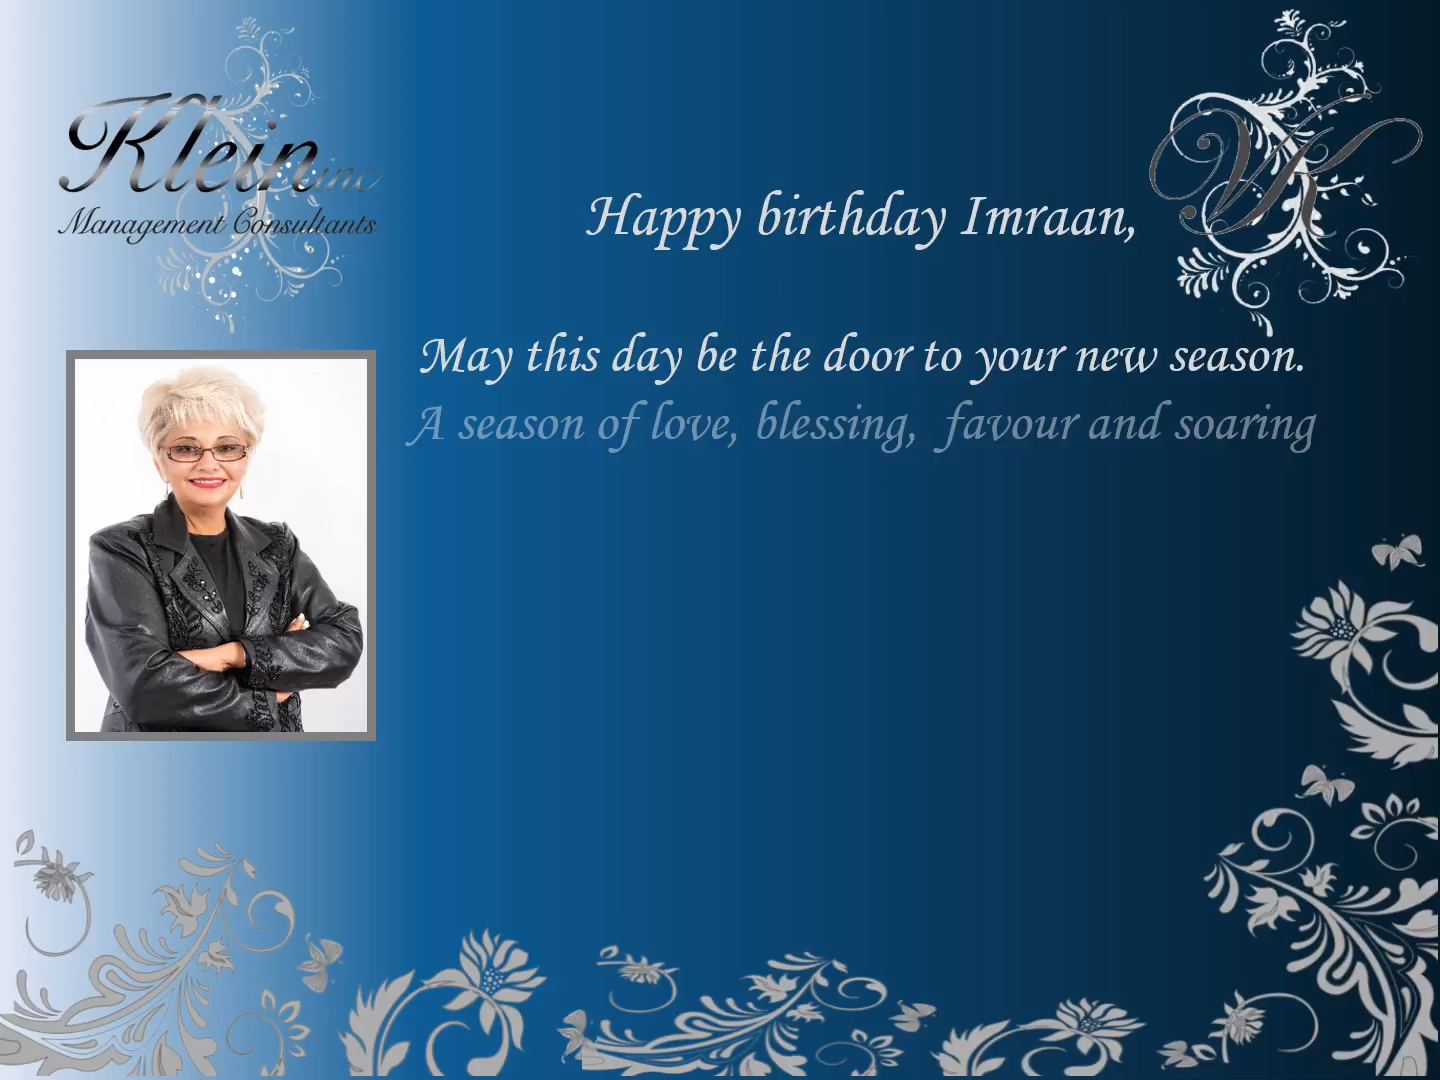 Klein inc
Management Consultants
VK
Happy birthday Imraan,
May this day be the door to your new season.
A season of love, blessing, favour and soaring